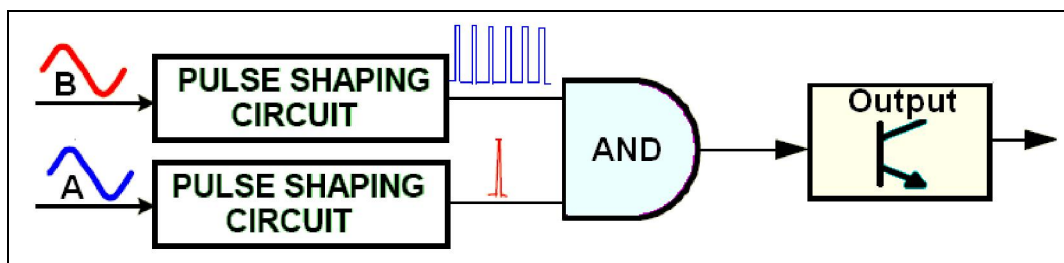 B
PULSE SHAPING
CIRCUIT
A
PULSE SHAPING
CIRCUIT
AND
Output